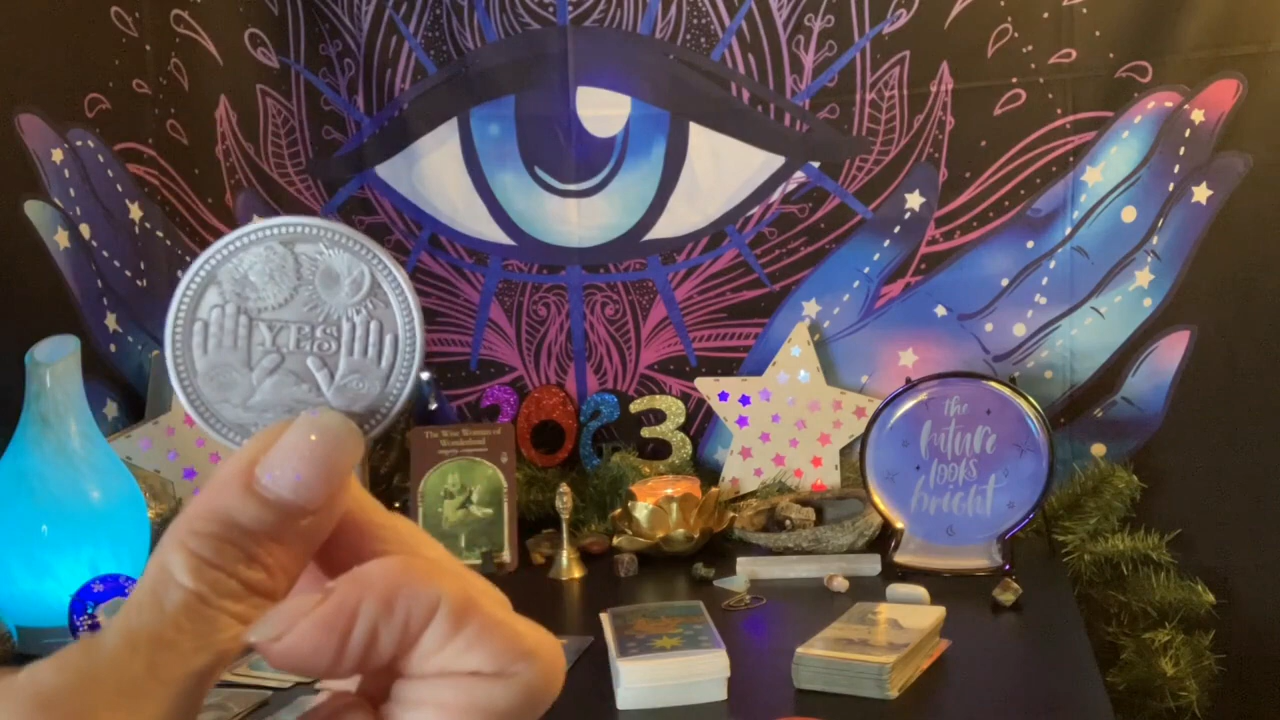 YES
2023
The Wise Woman of
Wonderland
the
future
looks
bright